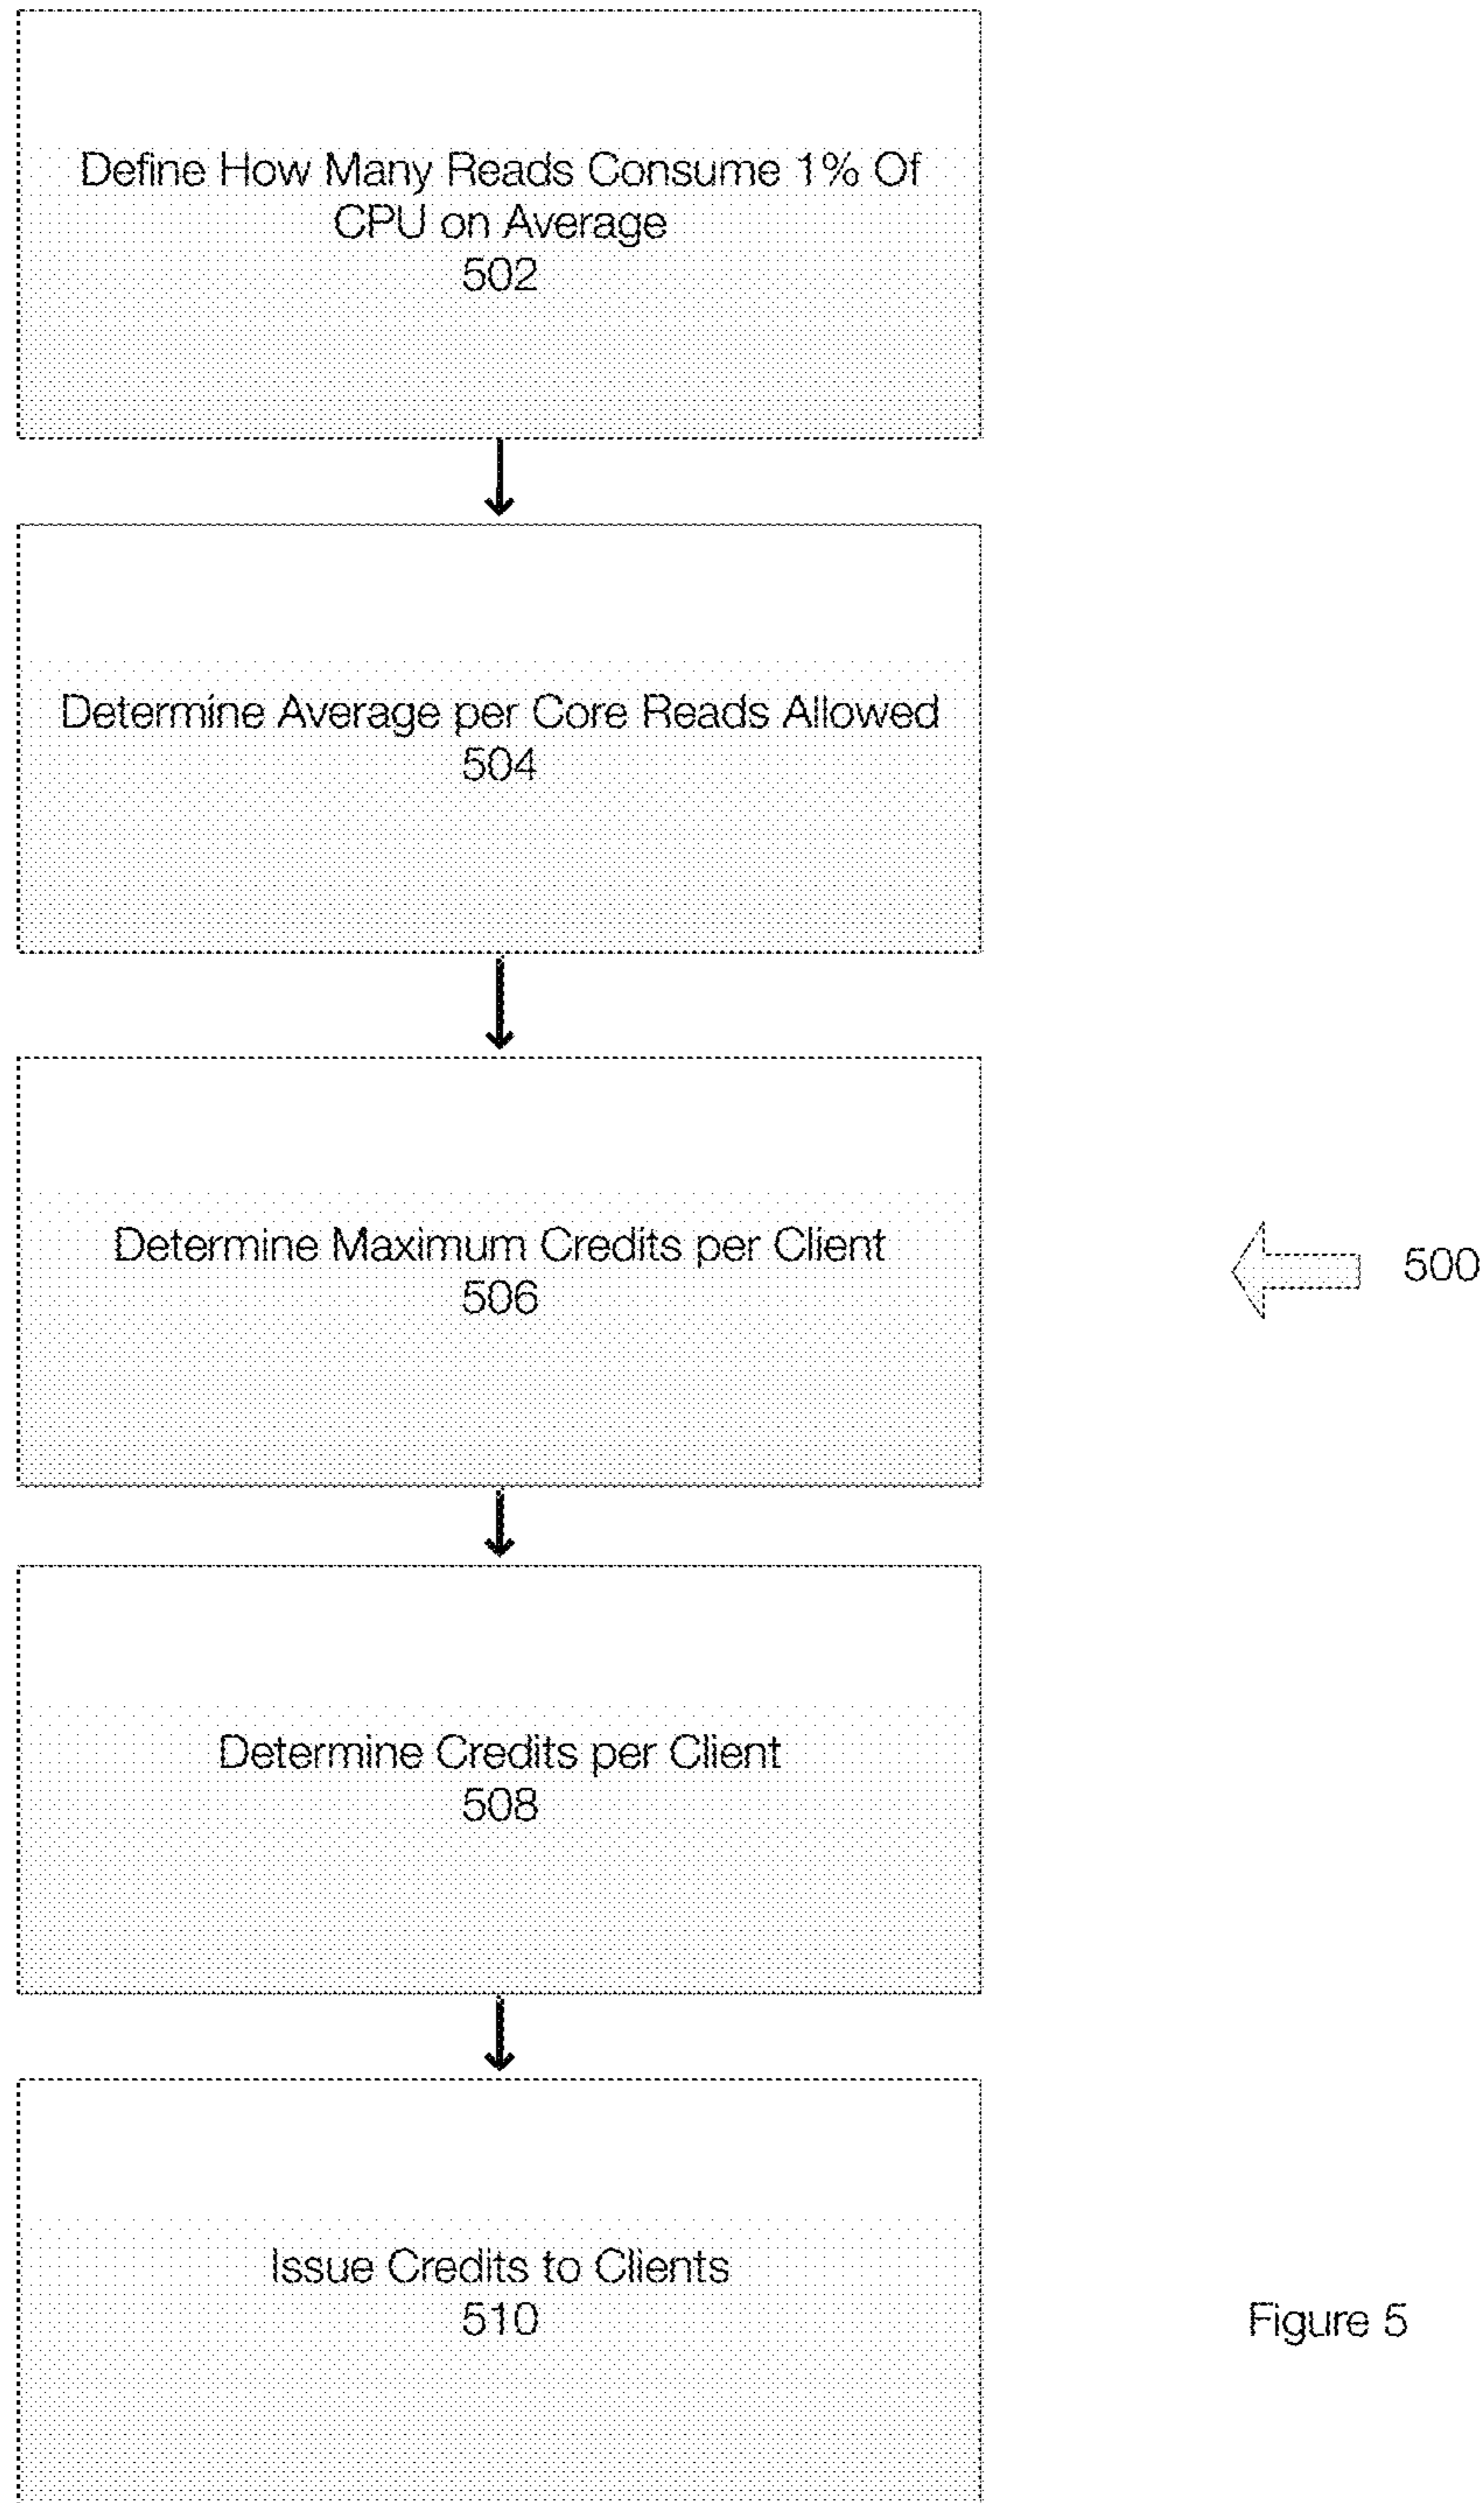 Define How Many Reads Consume 1% Of
CPU on Average
502
Determine Average per Core Reads Allowed
504
Determine Maximum Credits per Client
506
500
Determine Credits per Client
508
Issue Credits to Clients
510
Figure 5